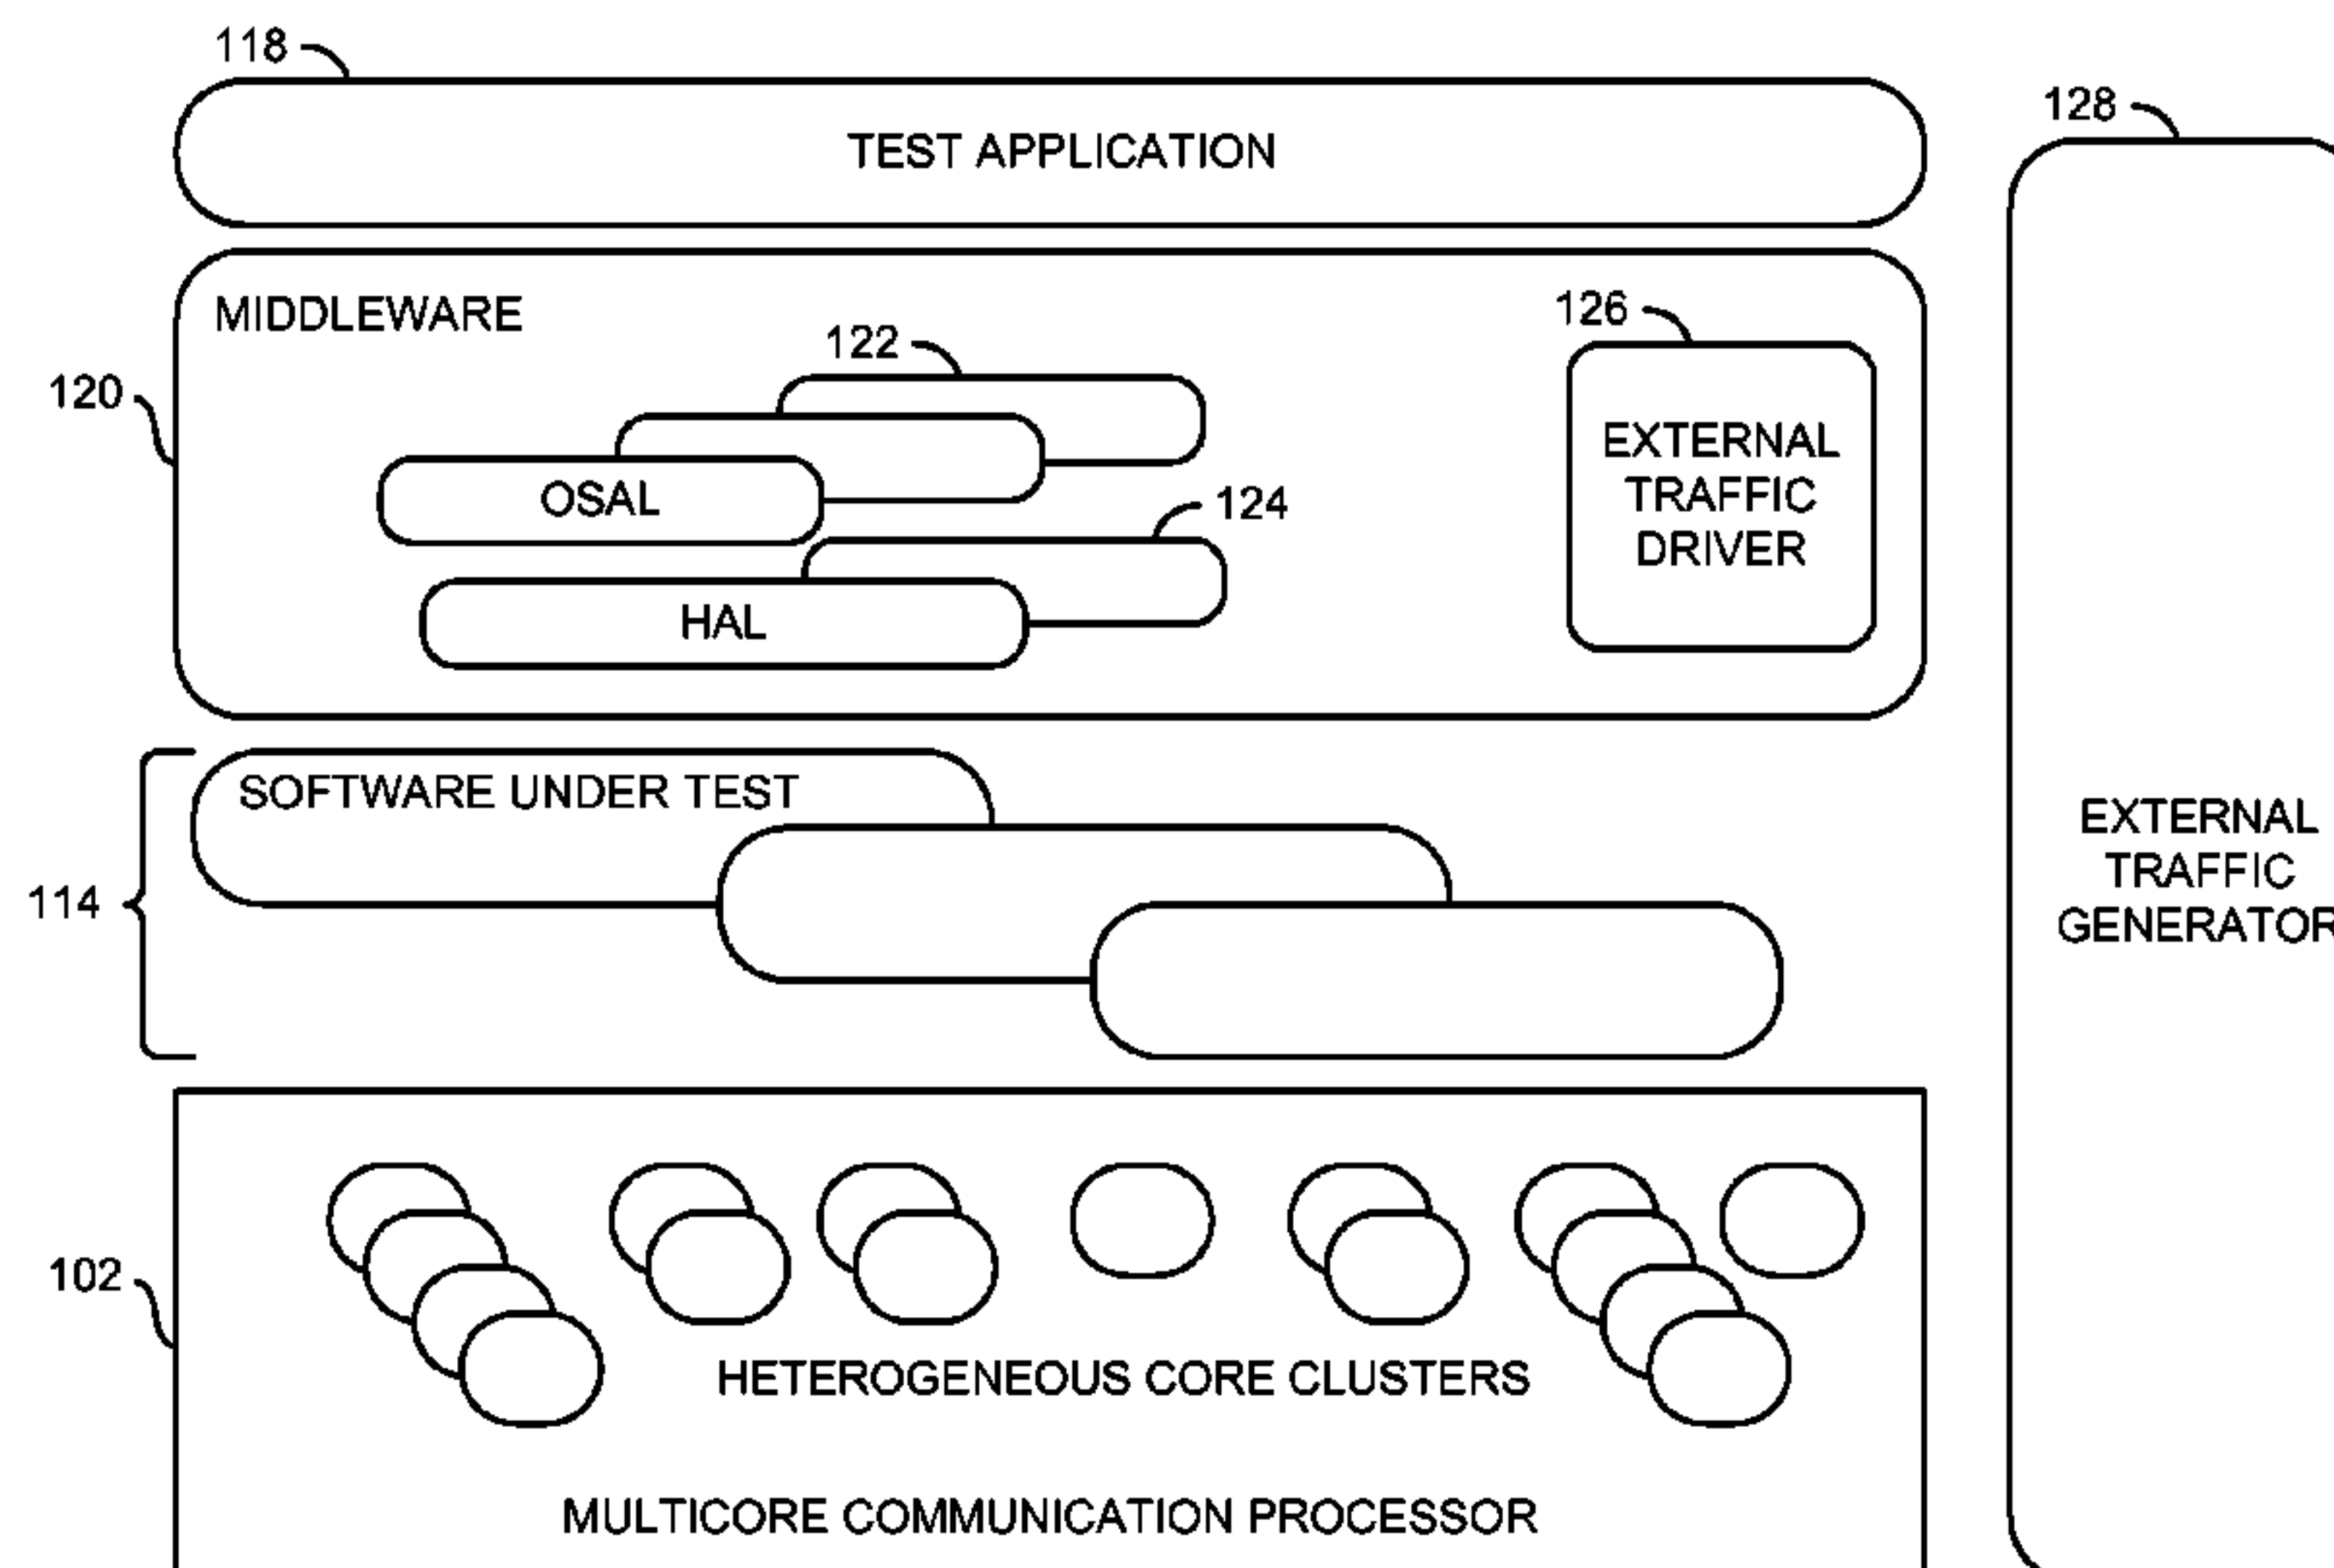 118
TEST APPLICATION
128
MIDDLEWARE
126
122
120
EXTERNAL
TRAFFIC
DRIVER
OSAL
124
HAL
SOFTWARE UNDER TEST
114
EXTERNAL
TRAFFIC
GENERATOR
102
HETEROGENEOUS CORE CLUSTERS
MULTICORE COMMUNICATION PROCESSOR